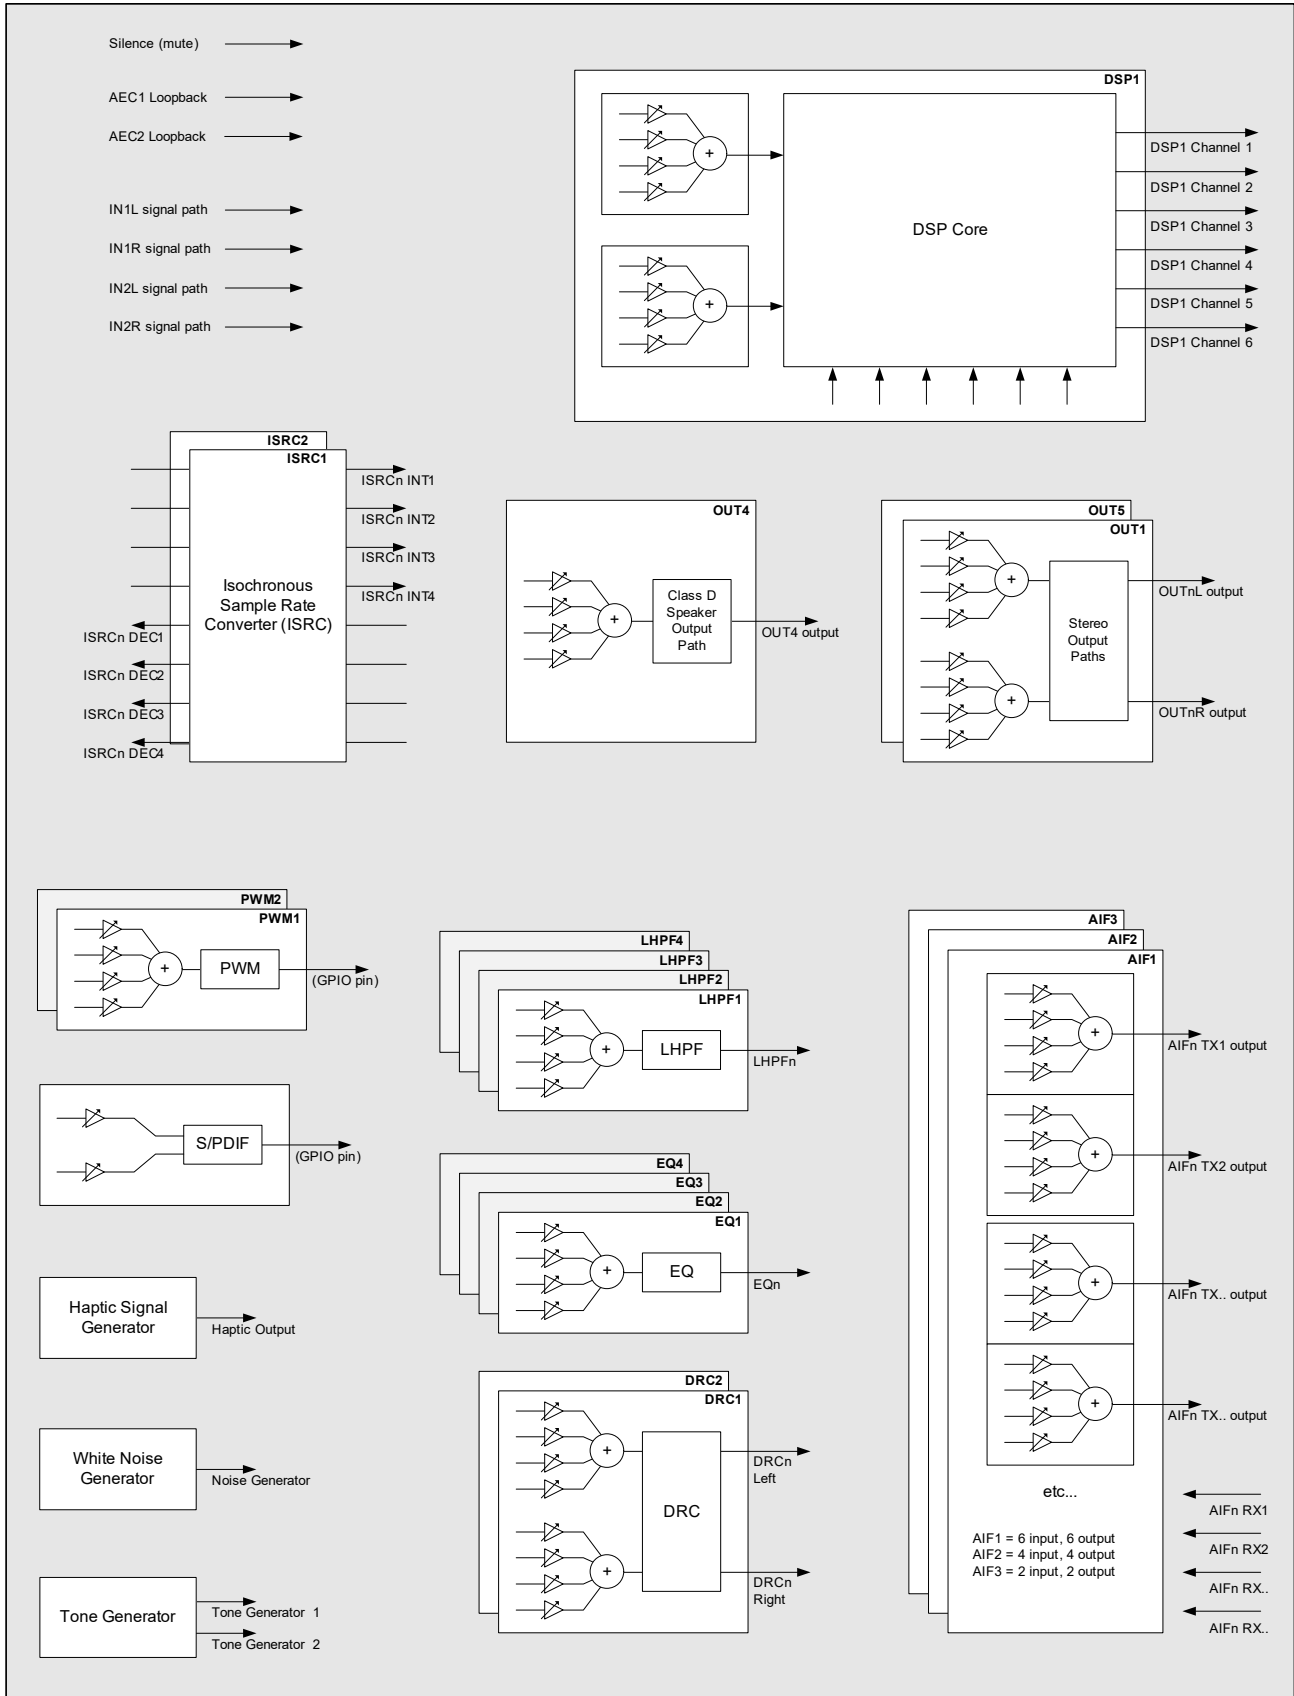 Silence (mute)
AEC1 Loopback
AEC2 Loopback
IN1L signal path
IN1R signal path
IN2L signal path
IN2R signal path
DSP1
+
+
DSP Core
DSP1 Channel 1
DSP1 Channel 2
DSP1 Channel 3
DSP1 Channel 4
DSP1 Channel 5
DSP1 Channel 6
ISRC2
ISRC1
Isochronous
Sample Rate
Converter (ISRC)
ISRCn INT1
ISRCn INT2
ISRCn INT3
ISRCn INT4
ISRCn DEC1
ISRCn DEC2
ISRCn DEC3
ISRCn DEC4
OUT4
+
Class D
Speaker
Output
Path
OUT4 output
OUT5
OUT1
+
+
Stereo
Output
Paths
OUTnL output
OUTnR output
PWM2
PWM1
+
PWM
(GPIO pin)
S/PDIF
(GPIO pin)
Haptic Signal
Generator
Haptic Output
White Noise
Generator
Noise Generator
Tone Generator
Tone Generator 1
Tone Generator 2
LHPF4
LHPF3
LHPF2
LHPF1
+
LHPF
LHPFn
EQ4
EQ3
EQ2
EQ1
+
EQ
EQn
DRC2
DRC1
+
+
DRC
DRCn
Left
DRCn
Right
AIF3
AIF2
AIF1
+
AIFn TX1 output
+
AIFn TX2 output
+
AIFn TX.. output
+
AIFn TX.. output
etc...
AIF1 = 6 input, 6 output
AIF2 = 4 input, 4 output
AIF3 = 2 input, 2 output
AIFn RX1
AIFn RX2
AIFn RX..
AIFn RX..